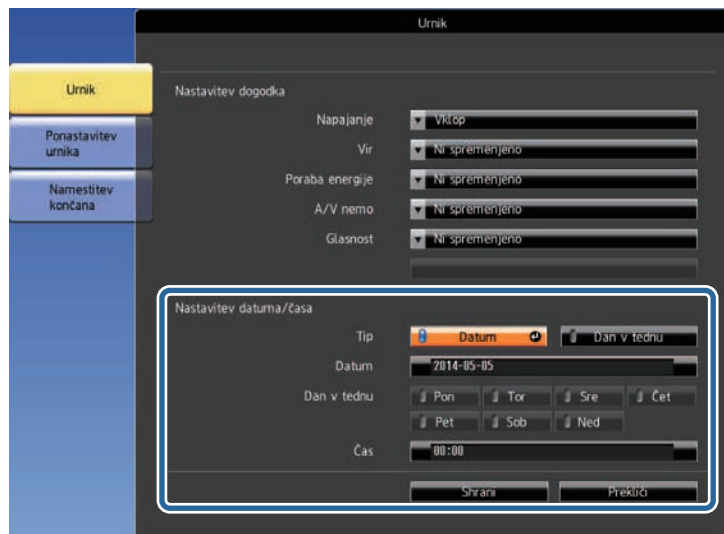 Urnik
Urnik
Ponastavitev
urnika
Namestitev
končana
Nastavitev dogodka
Napajanje Vklop
Vir Ni spremenjeno
Poraba energije Ni spremenjeno
A/V nemo Ni spremenjeno
Glasnost Ni spremenjeno
Nastavitev datuma/časa
Tip Datum Dan v tednu
Datum 2014-05-05
Dan v tednu Pon Tor Sre Čet
Pet Sob Ned
Čas 00:00
Shrani Prekliči